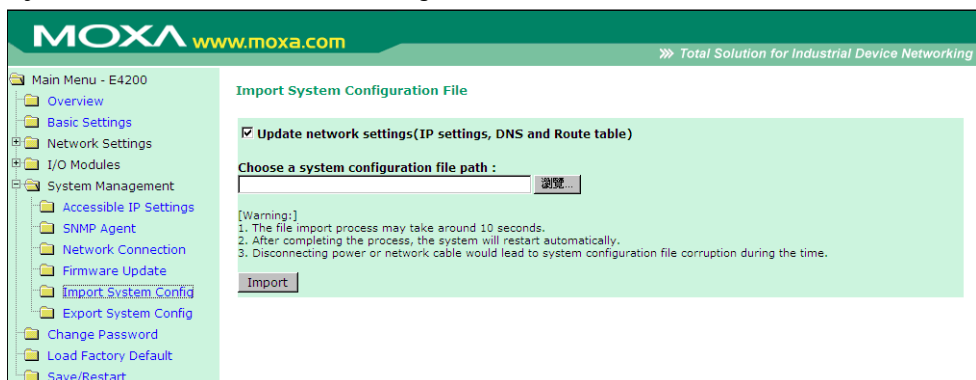 MOXA www.moxa.com
Total Solution for Industrial Device Networking
Main Menu - E4200
Overview
Basic Settings
Network Settings
I/O Modules
System Management
Accessible IP Settings
SNMP Agent
Network Connection
Firmware Update
Import System Config
Export System Config
Change Password
Load Factory Default
Save/Restart
Import System Configuration File
Update network settings(IP settings, DNS and Route table)
Choose a system configuration file path :
瀏覽...
[Warning:]
1. The file import process may take around 10 seconds.
2. After completing the process, the system will restart automatically.
3. Disconnecting power or network cable would lead to system configuration file corruption during the time.
Import